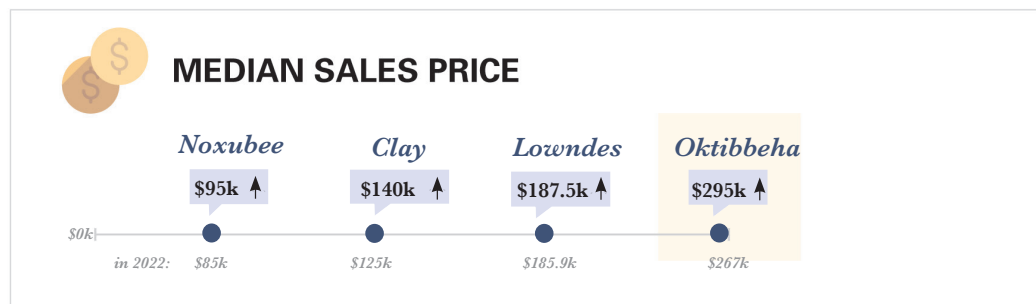 $ $
MEDIAN SALES PRICE
Noxubee Clay Lowndes Oktibbeha
$95k $140k $187.5k $295k
$0k
in 2022: $85k $125k $185.9k $267k